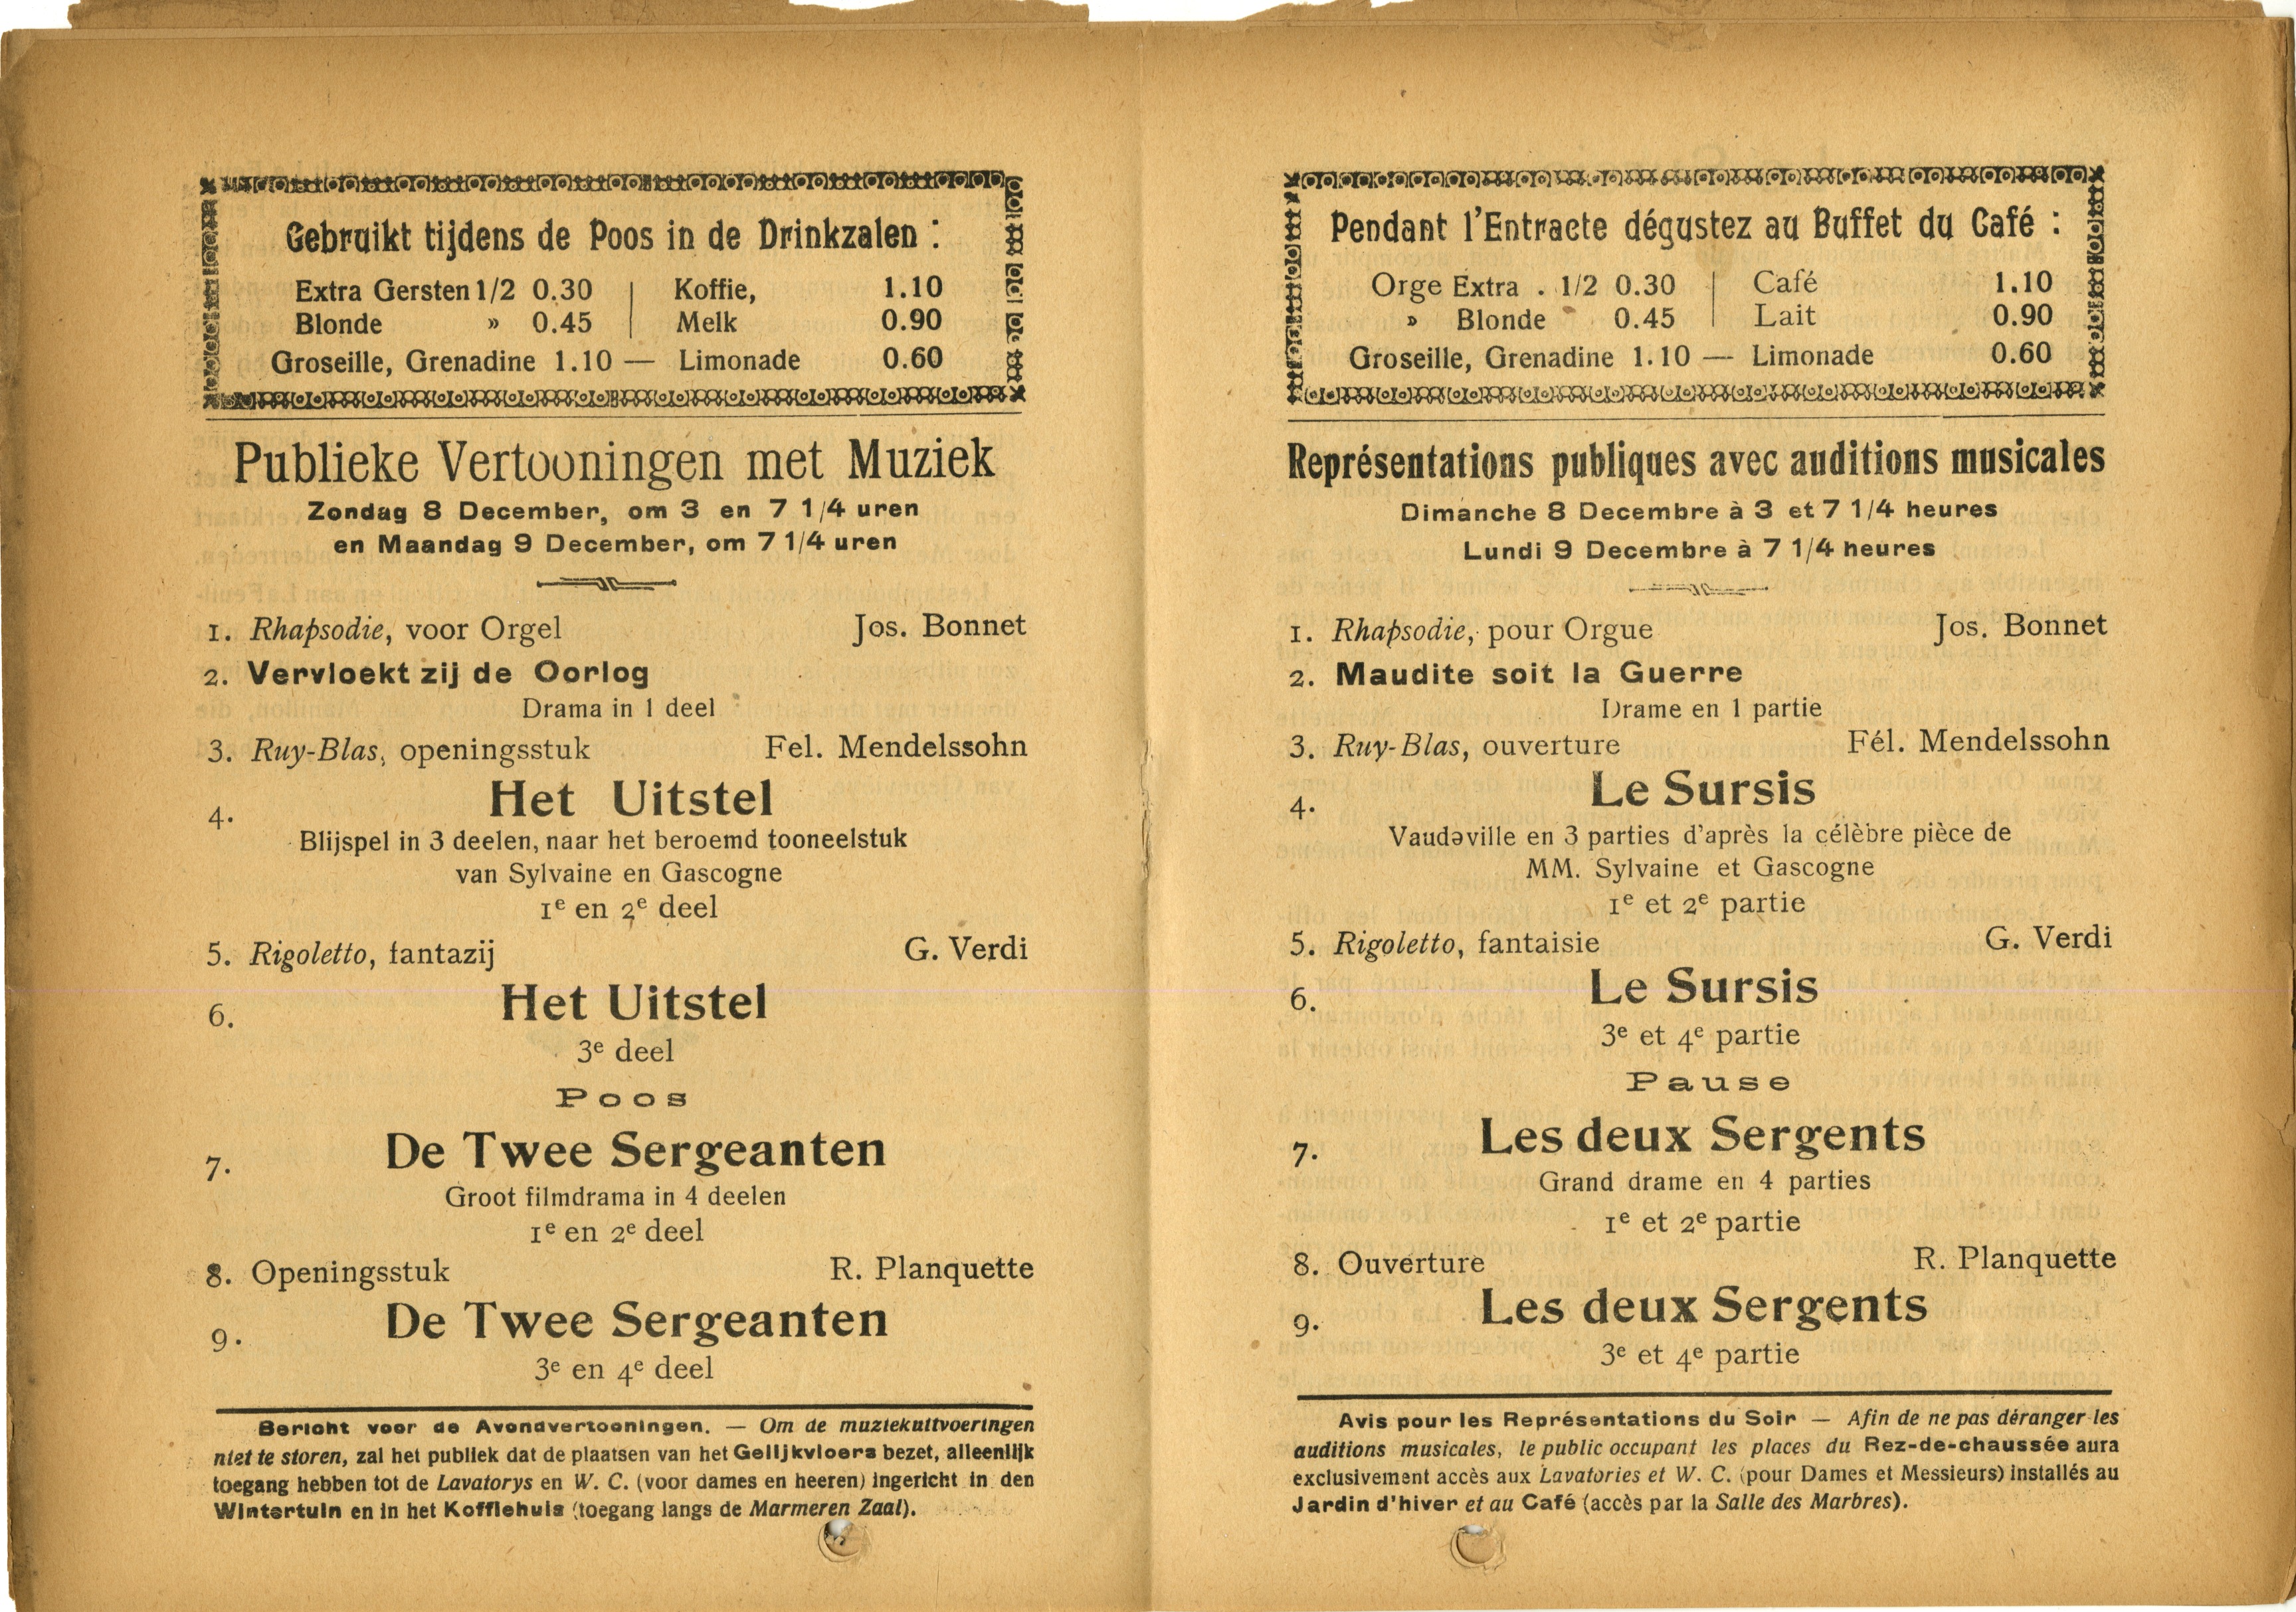 Gebruikt tijdens de Poos in de Drinkzalen :
Extra Gersten 1/2 0.30 | Koffie, 1.10
Blonde » 0.45 | Melk 0.90
Groseille, Grenadine 1.10 — Limonade 0.60
Publieke Vertooningen met Muziek
Zondag 8 December, om 3 en 7 1/4 uren
en Maandag 9 December, om 7 1/4 uren
1. Rhapsodie, voor Orgel Jos. Bonnet
2. Vervloekt zij de Oorlog
Drama in 1 deel
3. Ruy-Blas, openingsstuk Fel. Mendelssohn
4. Het Uitstel
Blijspel in 3 deelen, naar het beroemd tooneelstuk
van Sylvaine en Gascogne
1e en 2e deel
5. Rigoletto, fantazij G. Verdi
6. Het Uitstel
3e deel
Poos
7. De Twee Sergeanten
Groot filmdrama in 4 deelen
1e en 2e deel
8. Openingsstuk R. Planquette
9. De Twee Sergeanten
3e en 4e deel
Bericht voor de Avondvertooningen. — Om de muziekuitvoeringen
niet te storen, zal het publiek dat de plaatsen van het Gelijkvloers bezet, alleenlijk
toegang hebben tot de Lavatorys en W. C. (voor dames en heeren) ingericht in den
Wintertuin en in het Koffiehuis (toegang langs de Marmeren Zaal).
Pendant l'Entracte dégustez au Buffet du Café :
Orge Extra . 1/2 0.30 | Café 1.10
» Blonde 0.45 | Lait 0.90
Groseille, Grenadine 1.10 — Limonade 0.60
Représentations publiques avec auditions musicales
Dimanche 8 Decembre à 3 et 7 1/4 heures
Lundi 9 Decembre à 7 1/4 heures
1. Rhapsodie, pour Orgue Jos. Bonnet
2. Maudite soit la Guerre
Drame en 1 partie
3. Ruy-Blas, ouverture Fél. Mendelssohn
4. Le Sursis
Vaudeville en 3 parties d'après la célèbre pièce de
MM. Sylvaine et Gascogne
1e et 2e partie
5. Rigoletto, fantaisie G. Verdi
6. Le Sursis
3e et 4e partie
Pause
7. Les deux Sergents
Grand drame en 4 parties
1e et 2e partie
8. Ouverture R. Planquette
9. Les deux Sergents
3e et 4e partie
Avis pour les Représentations du Soir — Afin de ne pas déranger les
auditions musicales, le public occupant les places du Rez-de-chaussée aura
exclusivement accès aux Lavatories et W. C. (pour Dames et Messieurs) installés au
Jardin d'hiver et au Café (accès par la Salle des Marbres).